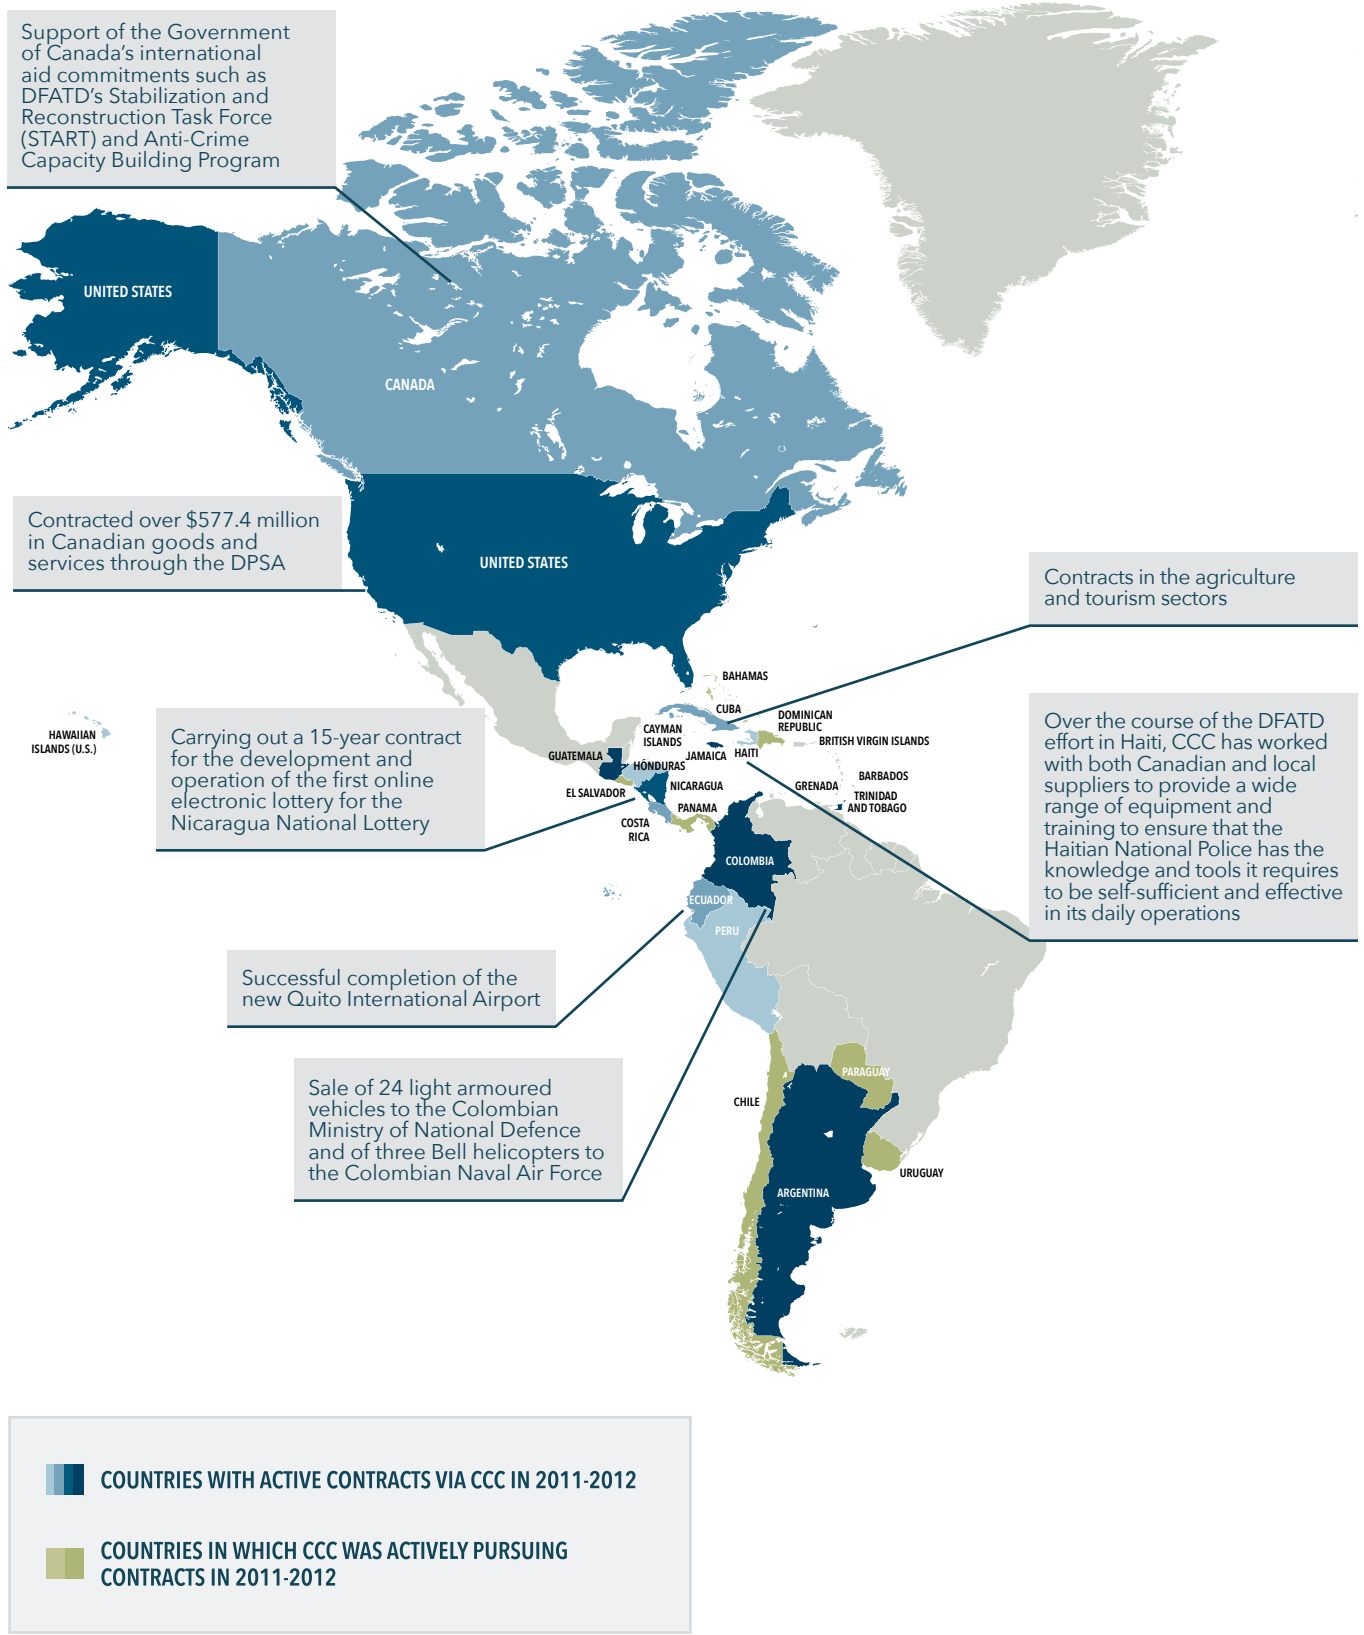 Support of the Government
of Canada’s international
aid commitments such as
DFATD’s Stabilization and
Reconstruction Task Force
(START) and Anti-Crime
Capacity Building Program
UNITED STATES
CANADA
Contracted over $577.4 million
in Canadian goods and
services through the DPSA
UNITED STATES
Contracts in the agriculture
and tourism sectors
BAHAMAS
CUBA
DOMINICAN
REPUBLIC
CAYMAN
ISLANDS
BRITISH VIRGIN ISLANDS
HAWAIIAN
ISLANDS (U.S.)
GUATEMALA
JAMAICA
HAITI
HONDURAS
EL SALVADOR
NICARAGUA
GRENADA
BARBADOS
TRINIDAD
AND TOBAGO
PANAMA
COSTA
RICA
Carrying out a 15-year contract
for the development and
operation of the first online
electronic lottery for the
Nicaragua National Lottery
Over the course of the DFATD
effort in Haiti, CCC has worked
with both Canadian and local
suppliers to provide a wide
range of equipment and
training to ensure that the
Haitian National Police has the
knowledge and tools it requires
to be self-sufficient and effective
in its daily operations
COLOMBIA
ECUADOR
PERU
Successful completion of the
new Quito International Airport
Sale of 24 light armoured
vehicles to the Colombian
Ministry of National Defence
and of three Bell helicopters to
the Colombian Naval Air Force
PARAGUAY
CHILE
URUGUAY
ARGENTINA
COUNTRIES WITH ACTIVE CONTRACTS VIA CCC IN 2011-2012
COUNTRIES IN WHICH CCC WAS ACTIVELY PURSUING
CONTRACTS IN 2011-2012